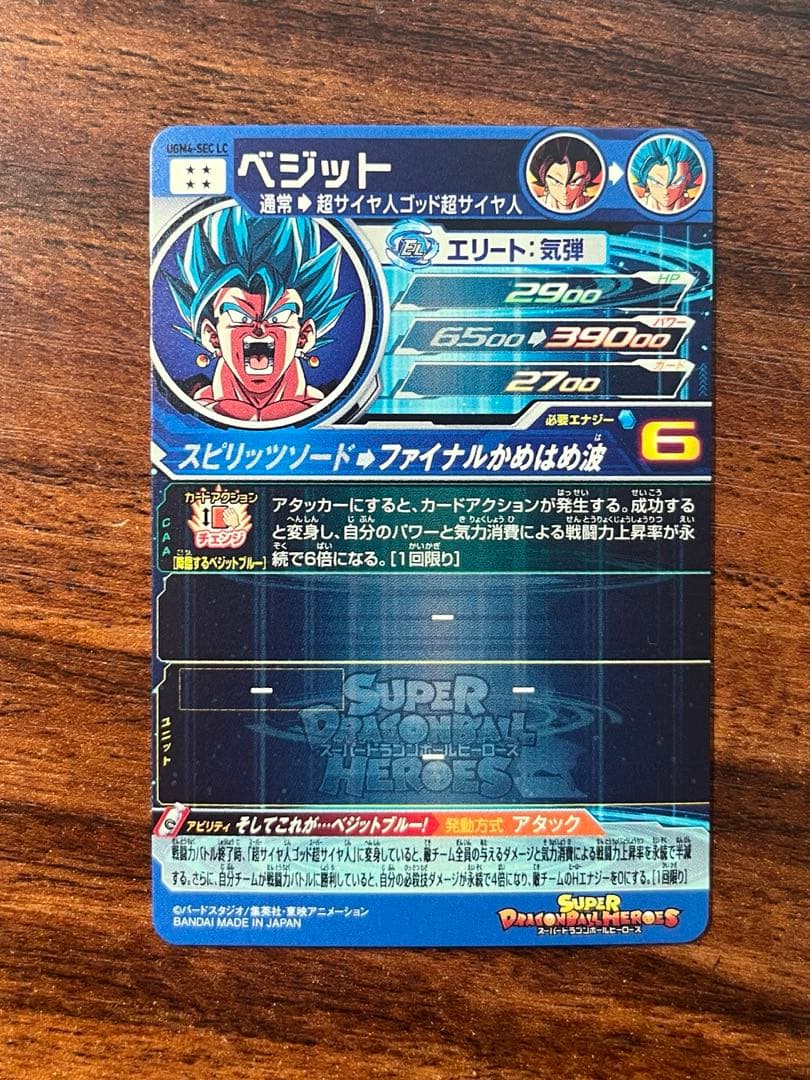 UGM4-SEC LC
ベジット
通常➡超サイヤ人ゴッド超サイヤ人
EL エリート:気弾
HP
2900
パワー
6500➡39000
ガード
2700
必要エナジー 6
スピリッツソード➡ファイナルかめはめ波
カードアクション
チェンジ
[降臨するベジットブルー]
CAA
アタッカーにすると、カードアクションが発生する。成功する
と変身し、自分のパワーと気力消費による戦闘力上昇率が永
続で6倍になる。[1回限り]
-
ユニット
- -
-
SUPER
DRAGONBALL
スーパードラゴンボールヒーローズ
HEROES
アビリティ そしてこれが…ベジットブルー! 発動方式 アタック
戦闘力バトル終了時、「超サイヤ人ゴッド超サイヤ人」に変身していると、敵チーム全員の与えるダメージと気力消費による戦闘力上昇率を永続で半減
する。さらに、自分チームが戦闘力バトルに勝利していると、自分の必殺技ダメージが永続で4倍になり、敵チームのHエナジーを0にする。[1回限り]
©バードスタジオ/集英社・東映アニメーション
BANDAI MADE IN JAPAN
SUPER
DRAGONBALL HEROES
スーパードラゴンボールヒーローズ